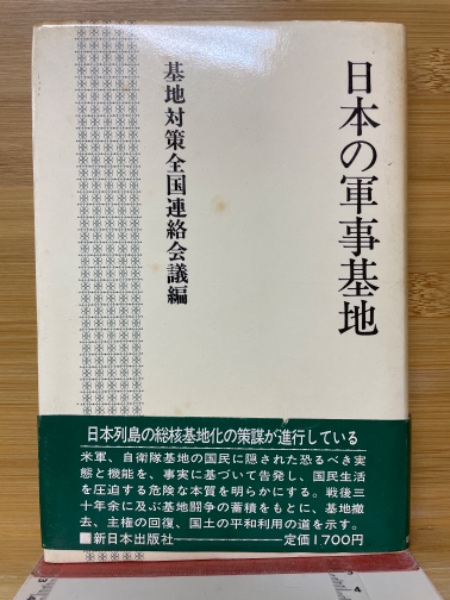 日本の軍事基地
基地対策全国連絡会議編
日本列島の総核基地化の策謀が進行している
米軍、自衛隊基地の国民に隠された恐るべき実
態と機能を、事実に基づいて告発し、国民生活
を圧迫する危険な本質を明らかにする。戦後三
十年余に及ぶ基地闘争の蓄積をもとに、基地撤
去、主権の回復、国土の平和利用の道を示す。
■新日本出版社────定価1,700円
3
4